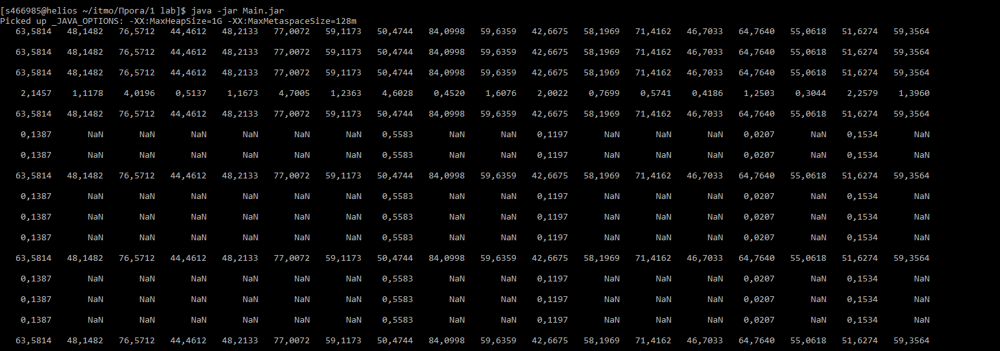 [s466985@helios ~/itmo/Прога/1 lab]$ java -jar Main.jar
Picked up _JAVA_OPTIONS: -XX:MaxHeapSize=1G -XX:MaxMetaspaceSize=128m
63,5814 48,1482 76,5712 44,4612 48,2133 77,0072 59,1173 50,4744 84,0998 59,6359 42,6675 58,1969 71,4162 46,7033 64,7640 55,0618 51,6274 59,3564
63,5814 48,1482 76,5712 44,4612 48,2133 77,0072 59,1173 50,4744 84,0998 59,6359 42,6675 58,1969 71,4162 46,7033 64,7640 55,0618 51,6274 59,3564
63,5814 48,1482 76,5712 44,4612 48,2133 77,0072 59,1173 50,4744 84,0998 59,6359 42,6675 58,1969 71,4162 46,7033 64,7640 55,0618 51,6274 59,3564
2,1457 1,1178 4,0196 0,5137 1,1673 4,7005 1,2363 4,6028 0,4520 1,6076 2,0022 0,7699 0,5741 0,4186 1,2503 0,3044 2,2579 1,3960
63,5814 48,1482 76,5712 44,4612 48,2133 77,0072 59,1173 50,4744 84,0998 59,6359 42,6675 58,1969 71,4162 46,7033 64,7640 55,0618 51,6274 59,3564
0,1387 NaN NaN NaN NaN NaN NaN 0,5583 NaN NaN 0,1197 NaN NaN NaN 0,0207 NaN 0,1534 NaN
0,1387 NaN NaN NaN NaN NaN NaN 0,5583 NaN NaN 0,1197 NaN NaN NaN 0,0207 NaN 0,1534 NaN
63,5814 48,1482 76,5712 44,4612 48,2133 77,0072 59,1173 50,4744 84,0998 59,6359 42,6675 58,1969 71,4162 46,7033 64,7640 55,0618 51,6274 59,3564
0,1387 NaN NaN NaN NaN NaN NaN 0,5583 NaN NaN 0,1197 NaN NaN NaN 0,0207 NaN 0,1534 NaN
0,1387 NaN NaN NaN NaN NaN NaN 0,5583 NaN NaN 0,1197 NaN NaN NaN 0,0207 NaN 0,1534 NaN
0,1387 NaN NaN NaN NaN NaN NaN 0,5583 NaN NaN 0,1197 NaN NaN NaN 0,0207 NaN 0,1534 NaN
63,5814 48,1482 76,5712 44,4612 48,2133 77,0072 59,1173 50,4744 84,0998 59,6359 42,6675 58,1969 71,4162 46,7033 64,7640 55,0618 51,6274 59,3564
0,1387 NaN NaN NaN NaN NaN NaN 0,5583 NaN NaN 0,1197 NaN NaN NaN 0,0207 NaN 0,1534 NaN
0,1387 NaN NaN NaN NaN NaN NaN 0,5583 NaN NaN 0,1197 NaN NaN NaN 0,0207 NaN 0,1534 NaN
0,1387 NaN NaN NaN NaN NaN NaN 0,5583 NaN NaN 0,1197 NaN NaN NaN 0,0207 NaN 0,1534 NaN
63,5814 48,1482 76,5712 44,4612 48,2133 77,0072 59,1173 50,4744 84,0998 59,6359 42,6675 58,1969 71,4162 46,7033 64,7640 55,0618 51,6274 59,3564